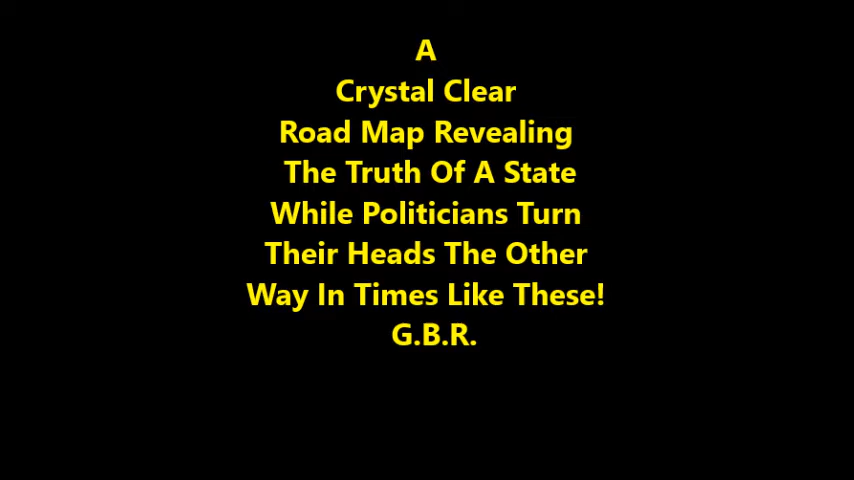 A
Crystal Clear
Road Map Revealing
The Truth Of A State
While Politicians Turn
Their Heads The Other
Way In Times Like These!
G.B.R.